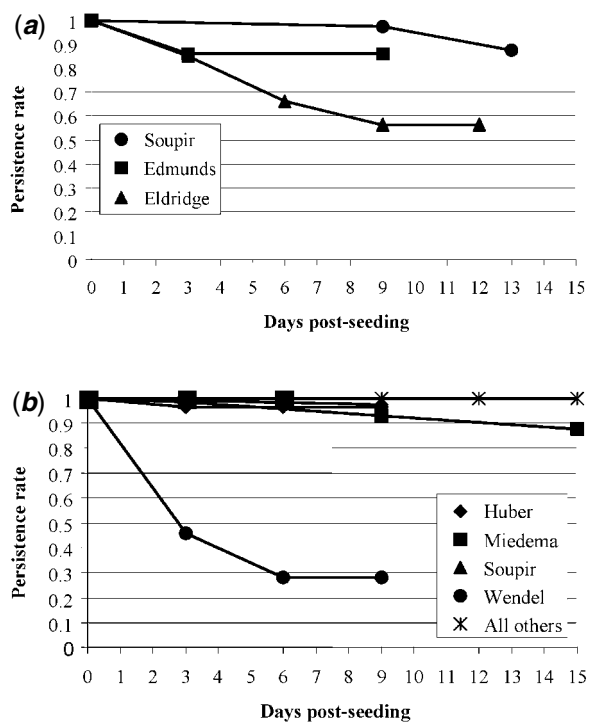 (a)
Persistence rate
1
0.9
0.8
0.7
0.6
0.5
0.4
0.3
0.2
0.1
0
Soupir
Edmunds
Eldridge
0 1 2 3 4 5 6 7 8 9 10 11 12 13 14 15
Days post-seeding
(b)
Persistence rate
1
0.9
0.8
0.7
0.6
0.5
0.4
0.3
0.2
0.1
0
Huber
Miedema
Soupir
Wendel
All others
0 1 2 3 4 5 6 7 8 9 10 11 12 13 14 15
Days post-seeding